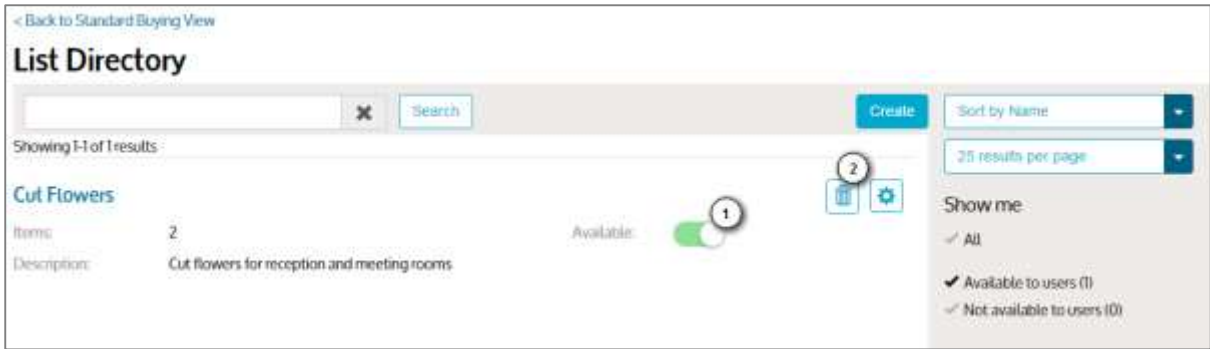 < Back to Standard Buying View
List Directory
Search
Create
Sort by Name
Showing 1-1 of 1 results
25 results per page
2
Cut Flowers
1
Show me
Items: 2 Available:
All
Description: Cut flowers for reception and meeting rooms
Available to users (1)
Not available to users (0)